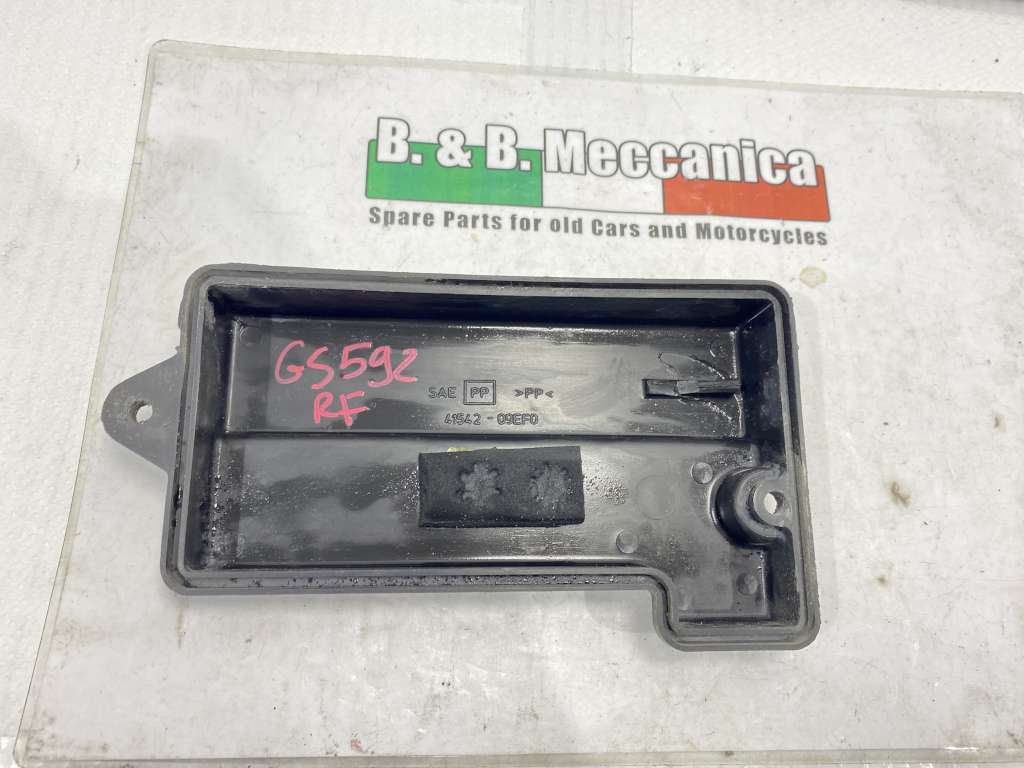 B. & B. Meccanica
Spare Parts for old Cars and Motorcycles
GS592
RF
SAE PP >PP<
41542-09EF0